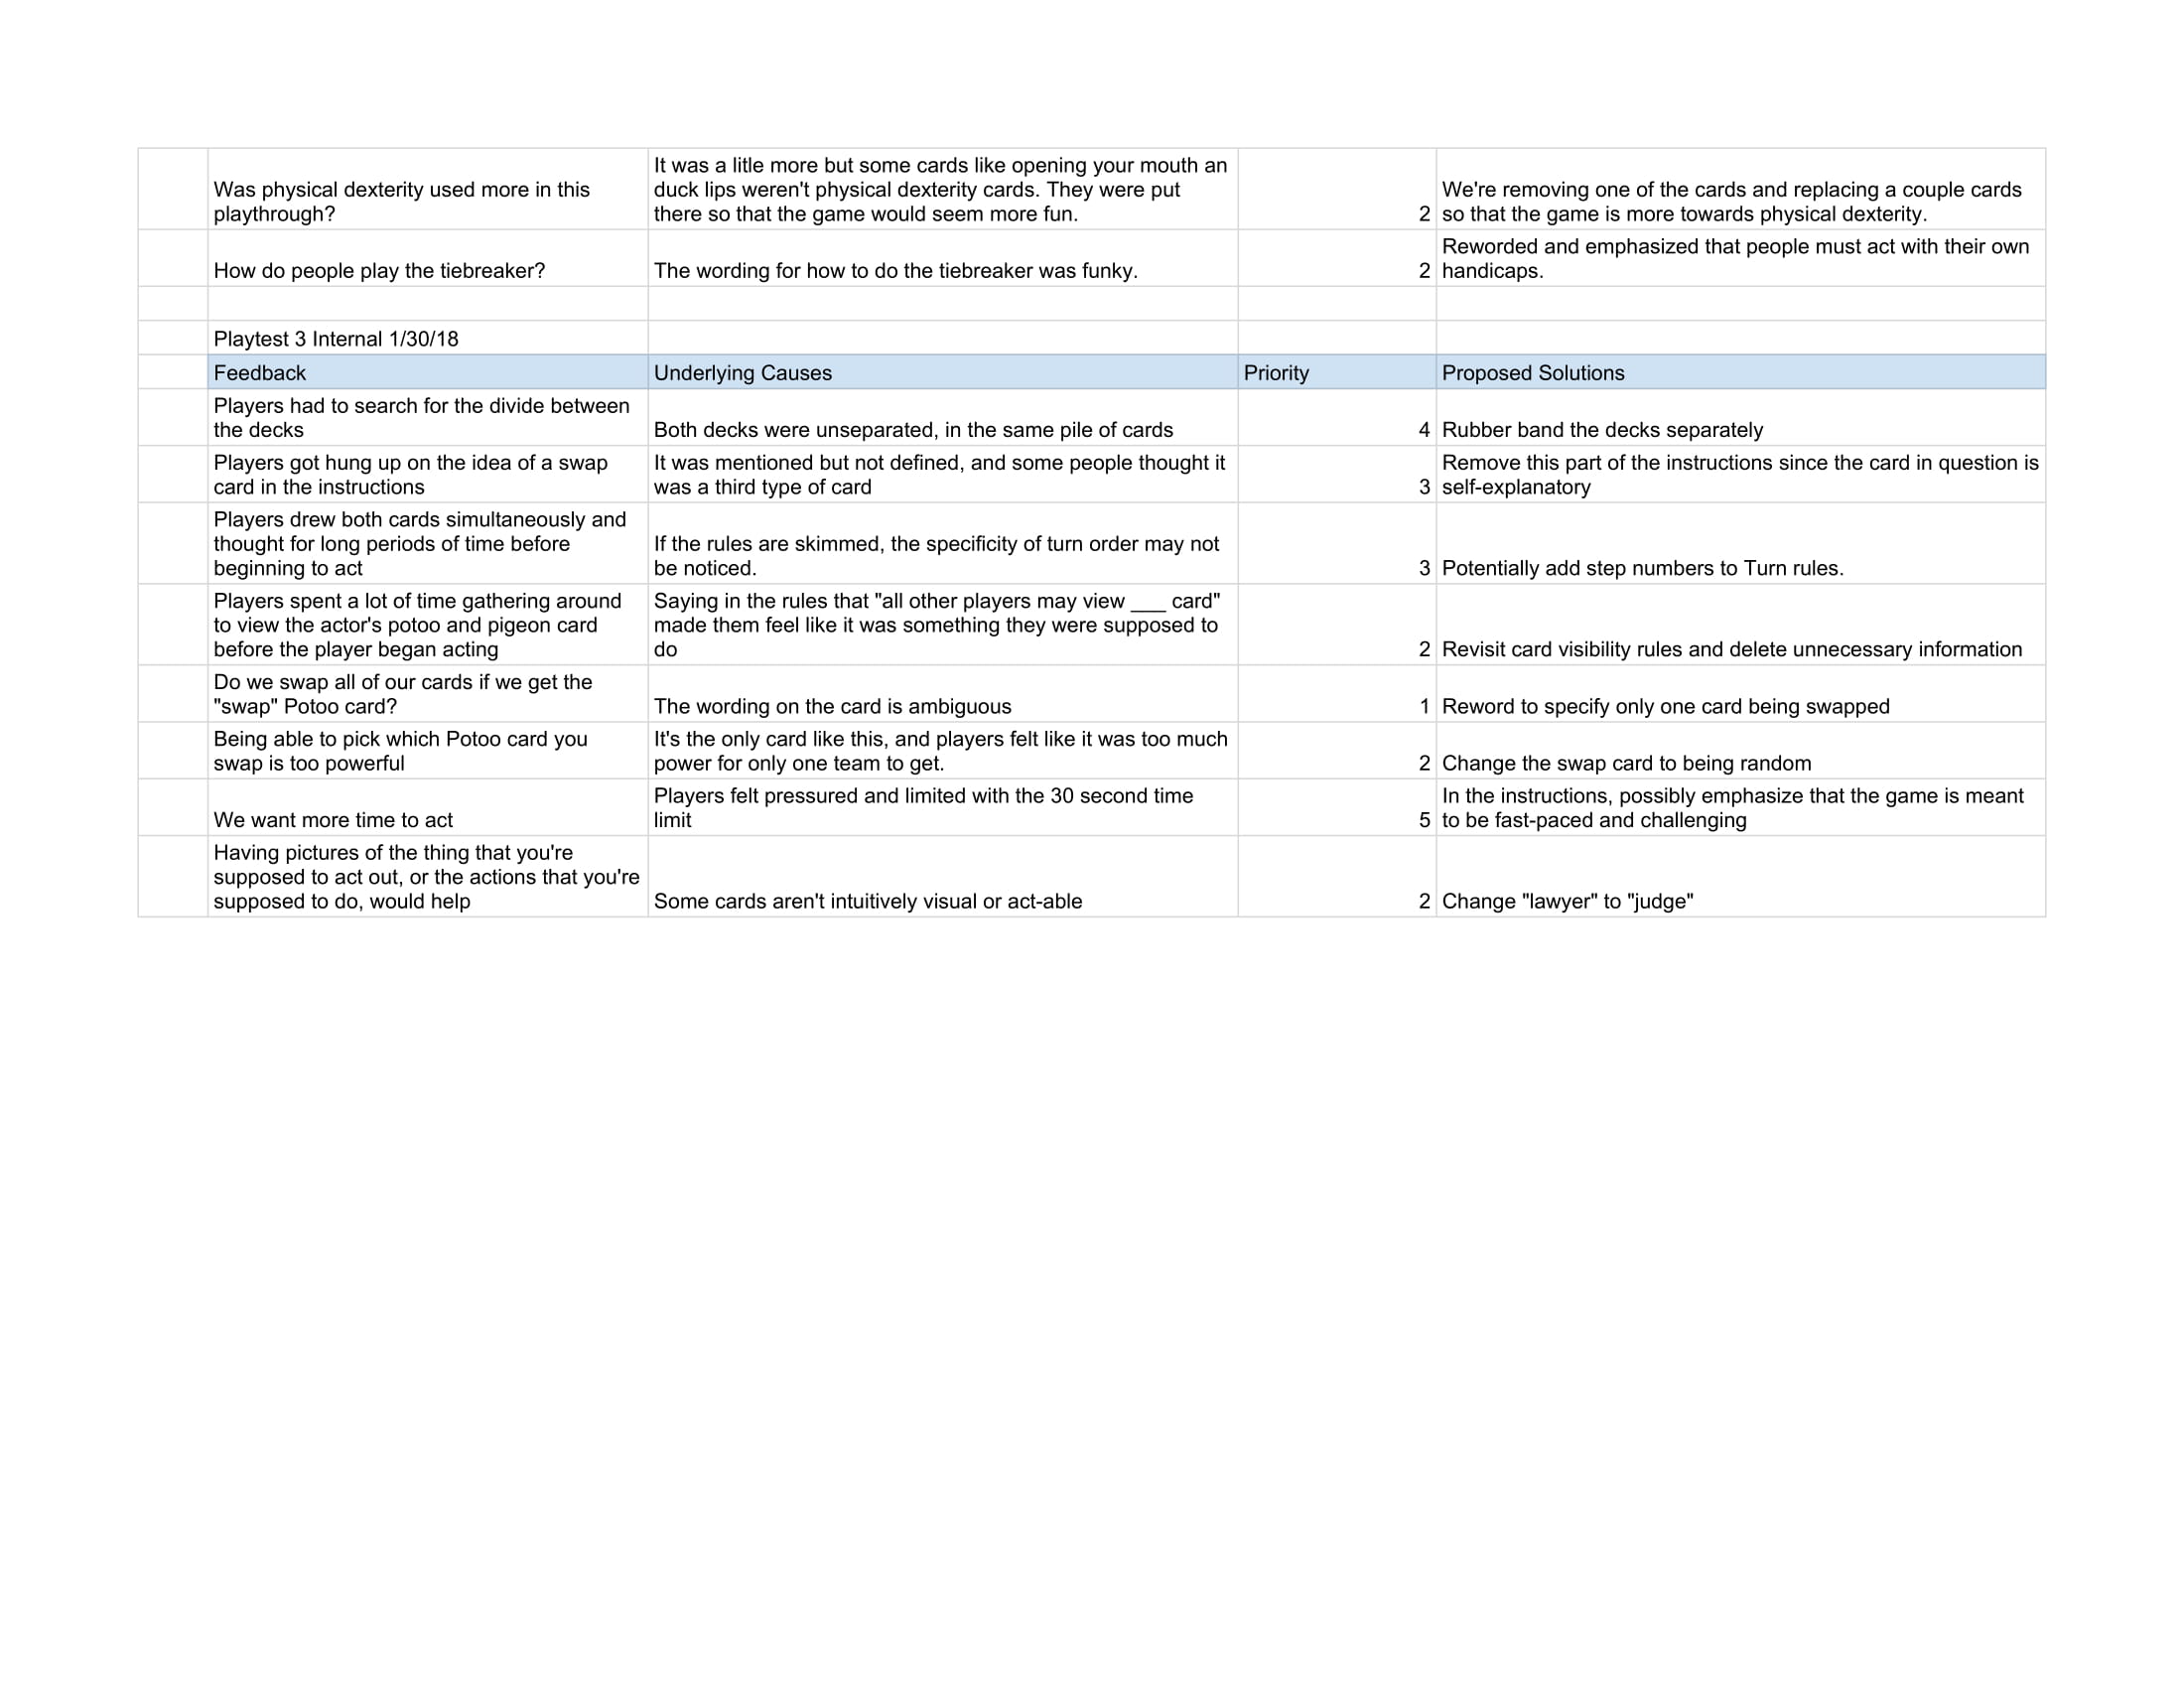 Was physical dexterity used more in this
playthrough?
It was a litle more but some cards like opening your mouth an
duck lips weren't physical dexterity cards. They were put
there so that the game would seem more fun.
2
We're removing one of the cards and replacing a couple cards
so that the game is more towards physical dexterity.
How do people play the tiebreaker?
The wording for how to do the tiebreaker was funky.
2
Reworded and emphasized that people must act with their own
handicaps.
Playtest 3 Internal 1/30/18
Feedback
Underlying Causes
Priority
Proposed Solutions
Players had to search for the divide between
the decks
Both decks were unseparated, in the same pile of cards
4
Rubber band the decks separately
Players got hung up on the idea of a swap
card in the instructions
It was mentioned but not defined, and some people thought it
was a third type of card
3
Remove this part of the instructions since the card in question is
self-explanatory
Players drew both cards simultaneously and
thought for long periods of time before
beginning to act
If the rules are skimmed, the specificity of turn order may not
be noticed.
3
Potentially add step numbers to Turn rules.
Players spent a lot of time gathering around
to view the actor's potoo and pigeon card
before the player began acting
Saying in the rules that "all other players may view ___ card"
made them feel like it was something they were supposed to
do
2
Revisit card visibility rules and delete unnecessary information
Do we swap all of our cards if we get the
"swap" Potoo card?
The wording on the card is ambiguous
1
Reword to specify only one card being swapped
Being able to pick which Potoo card you
swap is too powerful
It's the only card like this, and players felt like it was too much
power for only one team to get.
2
Change the swap card to being random
We want more time to act
Players felt pressured and limited with the 30 second time
limit
5
In the instructions, possibly emphasize that the game is meant
to be fast-paced and challenging
Having pictures of the thing that you're
supposed to act out, or the actions that you're
supposed to do, would help
Some cards aren't intuitively visual or act-able
2
Change "lawyer" to "judge"